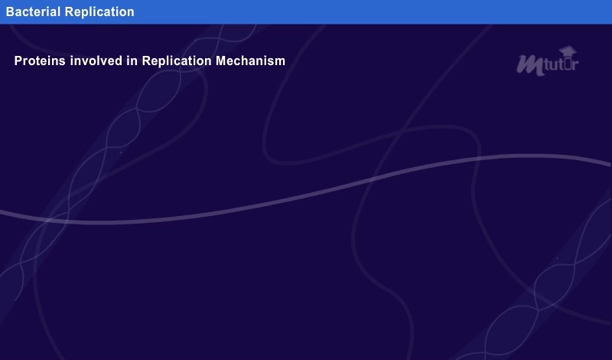 Bacterial Replication
Proteins involved in Replication Mechanism
mtutor